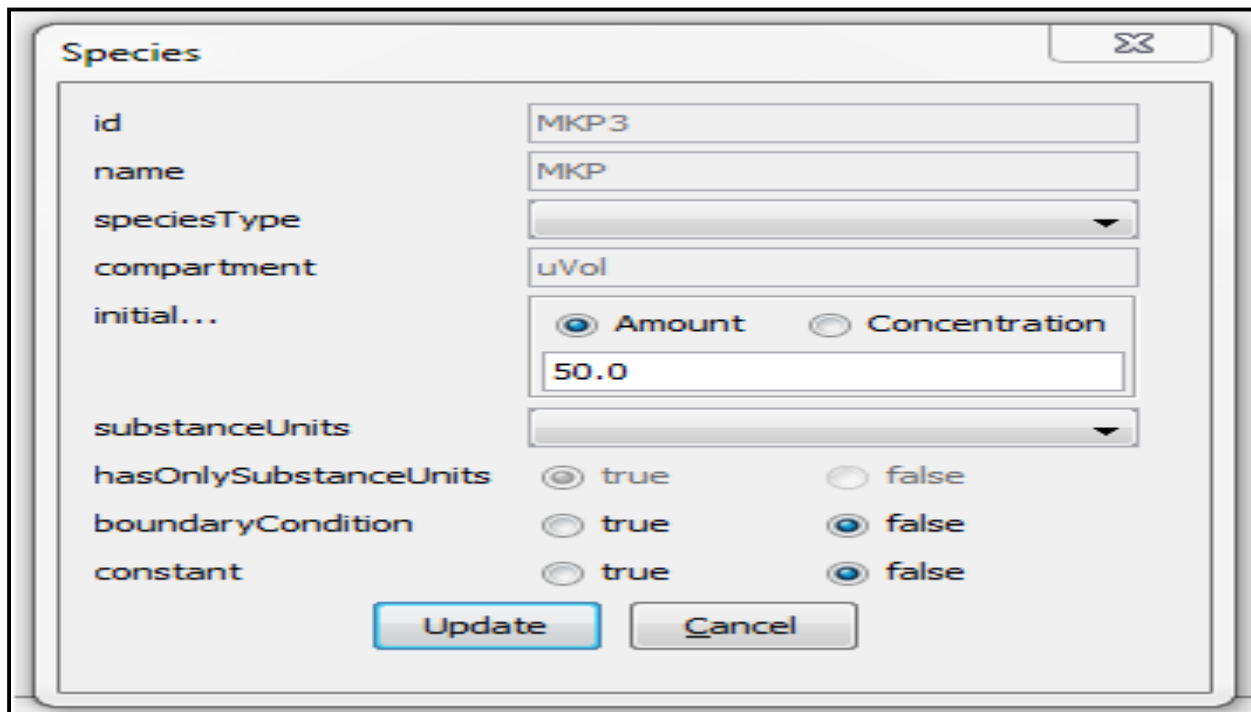 Species
id MKP3
name MKP
speciesType
compartment uVol
initial... Amount Concentration
50.0
substanceUnits
hasOnlySubstanceUnits true false
boundaryCondition true false
constant true false
Update Cancel